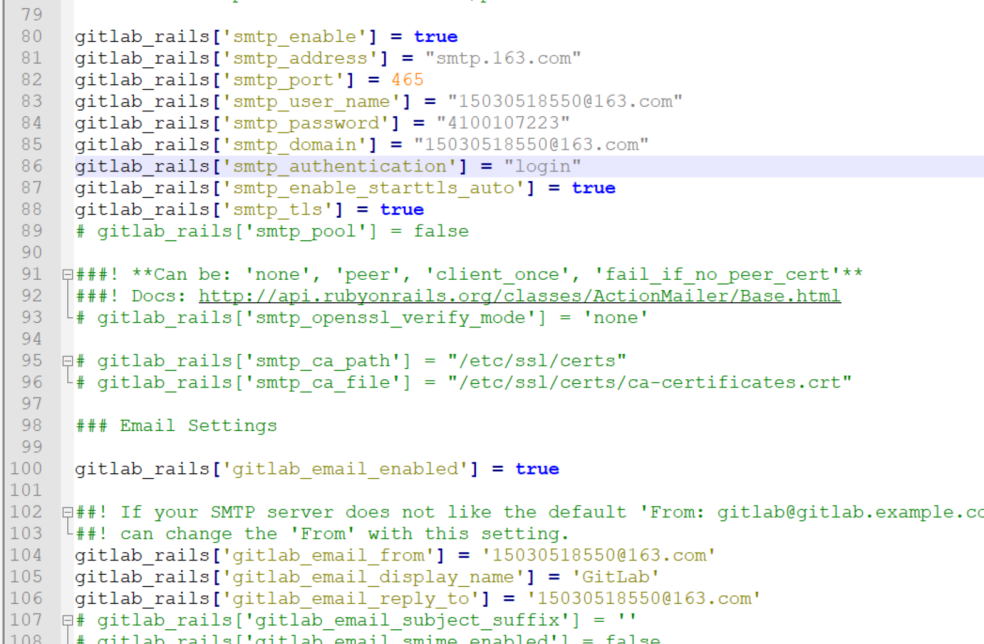 79
80 gitlab_rails['smtp_enable'] = true
81 gitlab_rails['smtp_address'] = "smtp.163.com"
82 gitlab_rails['smtp_port'] = 465
83 gitlab_rails['smtp_user_name'] = "15030518550@163.com"
84 gitlab_rails['smtp_password'] = "4100107223"
85 gitlab_rails['smtp_domain'] = "15030518550@163.com"
86 gitlab_rails['smtp_authentication'] = "login"
87 gitlab_rails['smtp_enable_starttls_auto'] = true
88 gitlab_rails['smtp_tls'] = true
89 # gitlab_rails['smtp_pool'] = false
90
91 ###! **Can be: 'none', 'peer', 'client_once', 'fail_if_no_peer_cert'**
92 ###! Docs: http://api.rubyonrails.org/classes/ActionMailer/Base.html
93 # gitlab_rails['smtp_openssl_verify_mode'] = 'none'
94
95 # gitlab_rails['smtp_ca_path'] = "/etc/ssl/certs"
96 # gitlab_rails['smtp_ca_file'] = "/etc/ssl/certs/ca-certificates.crt"
97
98 ### Email Settings
99
100 gitlab_rails['gitlab_email_enabled'] = true
101
102 ##! If your SMTP server does not like the default 'From: gitlab@gitlab.example.co
103 ##! can change the 'From' with this setting.
104 gitlab_rails['gitlab_email_from'] = '15030518550@163.com'
105 gitlab_rails['gitlab_email_display_name'] = 'GitLab'
106 gitlab_rails['gitlab_email_reply_to'] = '15030518550@163.com'
107 # gitlab_rails['gitlab_email_subject_suffix'] = ''
108 # gitlab_rails['gitlab_email_smime_enabled'] = false